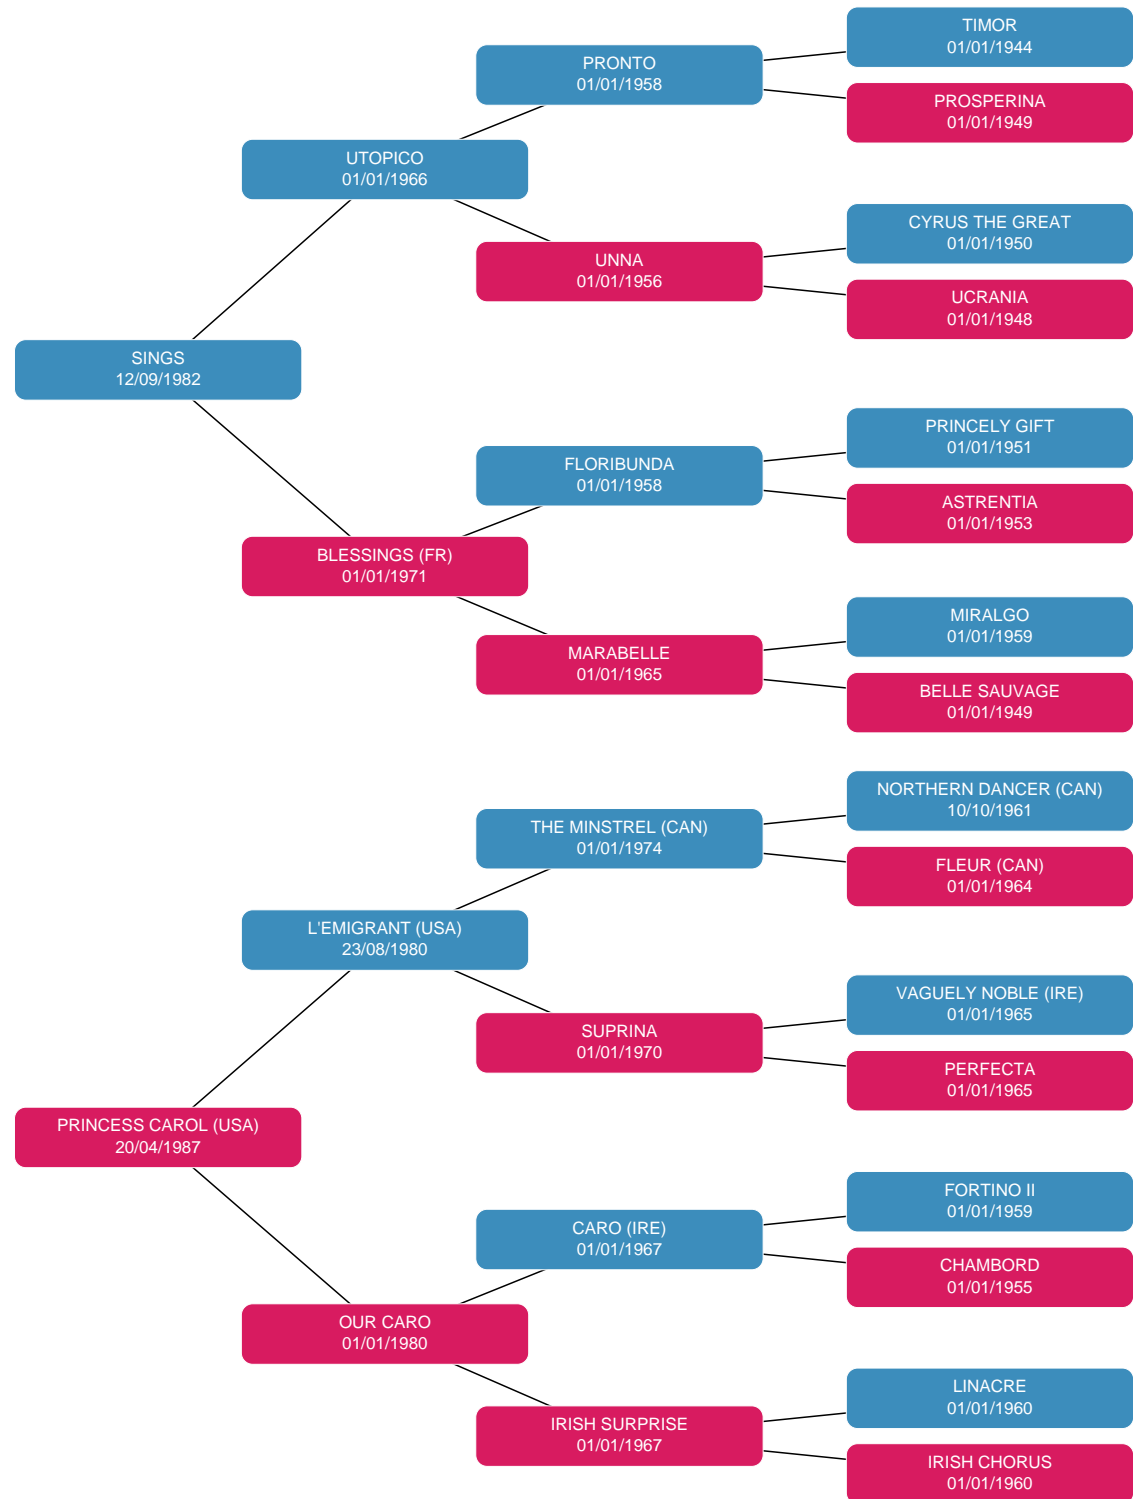 TIMOR
01/01/1944
PRONTO
01/01/1958
PROSPERINA
01/01/1949
UTOPICO
01/01/1966
CYRUS THE GREAT
01/01/1950
UNNA
01/01/1956
UCRANIA
01/01/1948
SINGS
12/09/1982
PRINCELY GIFT
01/01/1951
FLORIBUNDA
01/01/1958
ASTRENTIA
01/01/1953
BLESSINGS (FR)
01/01/1971
MIRALGO
01/01/1959
MARABELLE
01/01/1965
BELLE SAUVAGE
01/01/1949
NORTHERN DANCER (CAN)
10/10/1961
THE MINSTREL (CAN)
01/01/1974
FLEUR (CAN)
01/01/1964
L'EMIGRANT (USA)
23/08/1980
VAGUELY NOBLE (IRE)
01/01/1965
SUPRINA
01/01/1970
PERFECTA
01/01/1965
PRINCESS CAROL (USA)
20/04/1987
FORTINO II
01/01/1959
CARO (IRE)
01/01/1967
CHAMBORD
01/01/1955
OUR CARO
01/01/1980
LINACRE
01/01/1960
IRISH SURPRISE
01/01/1967
IRISH CHORUS
01/01/1960